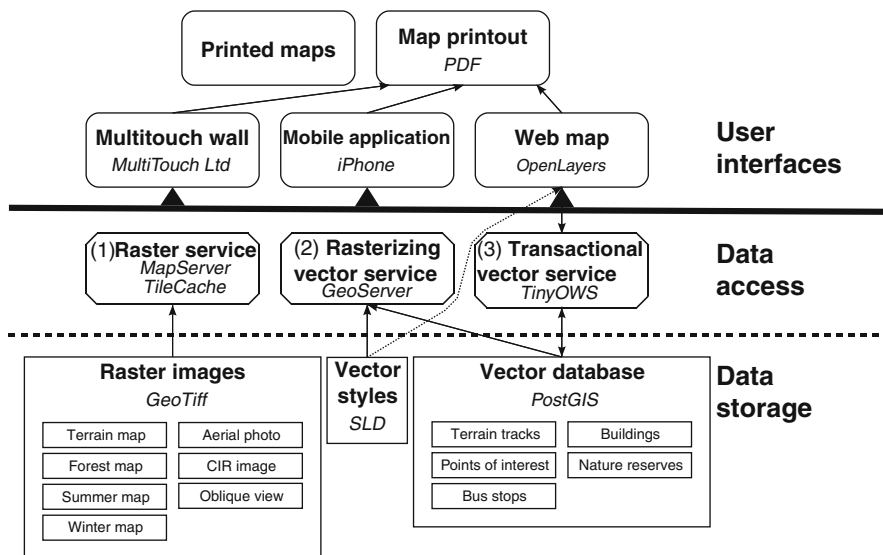 Printed maps
Map printout
PDF
Multitouch wall
MultiTouch Ltd
Mobile application
iPhone
Web map
OpenLayers
User
interfaces
(1)Raster service
MapServer
TileCache
(2) Rasterizing
vector service
GeoServer
(3) Transactional
vector service
TinyOWS
Data
access
Raster images
GeoTiff
Terrain map
Aerial photo
Forest map
CIR image
Summer map
Oblique view
Winter map
Vector
styles
SLD
Vector database
PostGIS
Terrain tracks
Buildings
Points of interest
Nature reserves
Bus stops
Data
storage